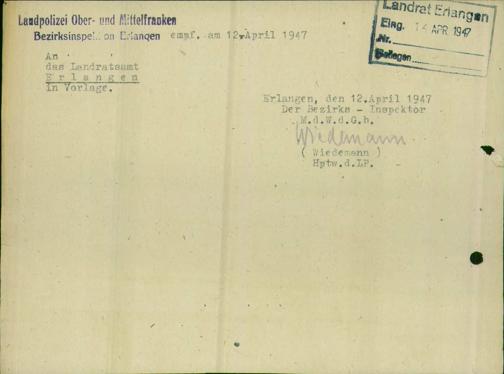 Landpolizei Ober- und Mittelfranken
Bezirksinspektion Erlangen empf. am 12.April 1947
Landrat Erlangen
Eing. 14 APR. 1947
Nr.
Beilagen
An
das Landratsamt
E r l a n g e n
in Vorlage.
Erlangen, den 12.April 1947
Der Bezirks - Inspektor
M.d.W.d.G.b.
Wiedemann
( Wiedemann )
Hptw.d.LP.